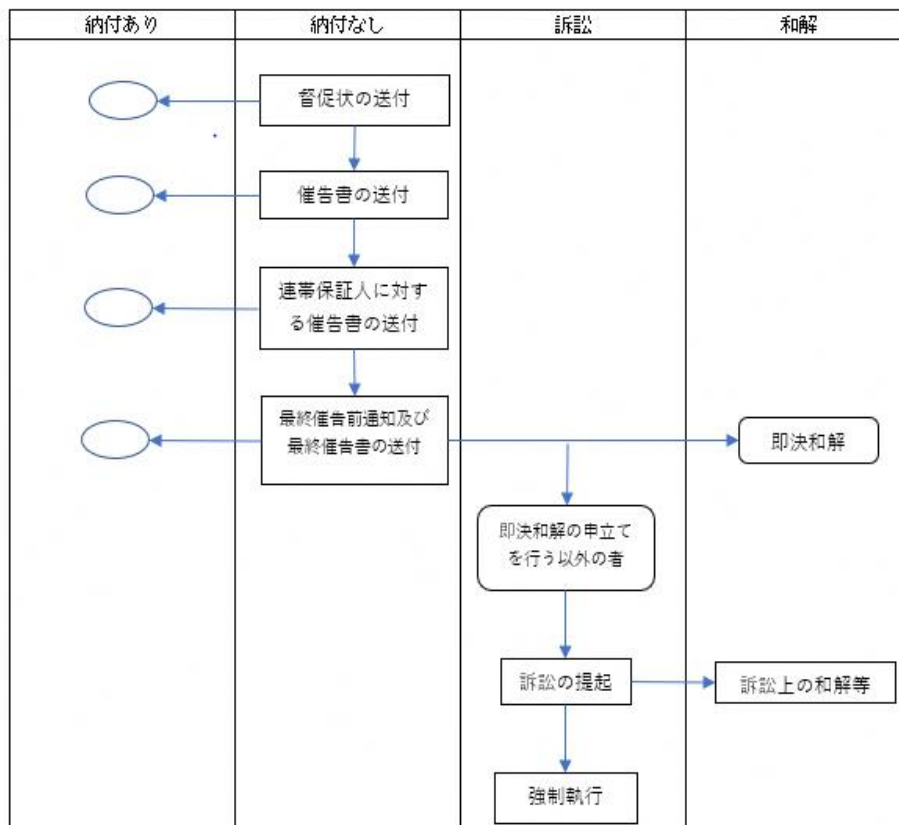 納付あり
納付なし
訴訟
和解
督促状の送付
催告書の送付
連帯保証人に対す
る催告書の送付
最終催告前通知及び
最終催告書の送付
即決和解
即決和解の申立て
を行う以外の者
訴訟の提起
訴訟上の和解等
強制執行